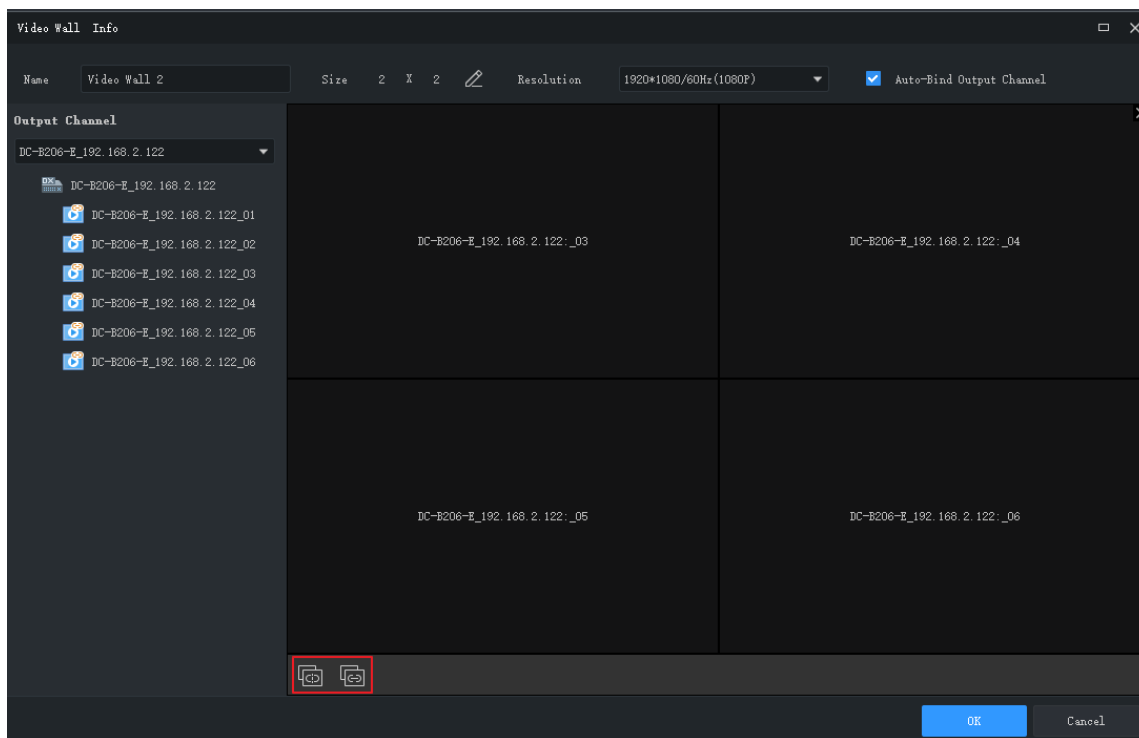 Video Wall Info
Name Video Wall 2 Size 2 X 2 Resolution 1920*1080/60Hz(1080P) Auto-Bind Output Channel
Output Channel
DC-B206-E_192.168.2.122
DC-B206-E_192.168.2.122
DC-B206-E_192.168.2.122_01
DC-B206-E_192.168.2.122_02
DC-B206-E_192.168.2.122_03
DC-B206-E_192.168.2.122_04
DC-B206-E_192.168.2.122_05
DC-B206-E_192.168.2.122_06
DC-B206-E_192.168.2.122:_03
DC-B206-E_192.168.2.122:_04
DC-B206-E_192.168.2.122:_05
DC-B206-E_192.168.2.122:_06
OK Cancel